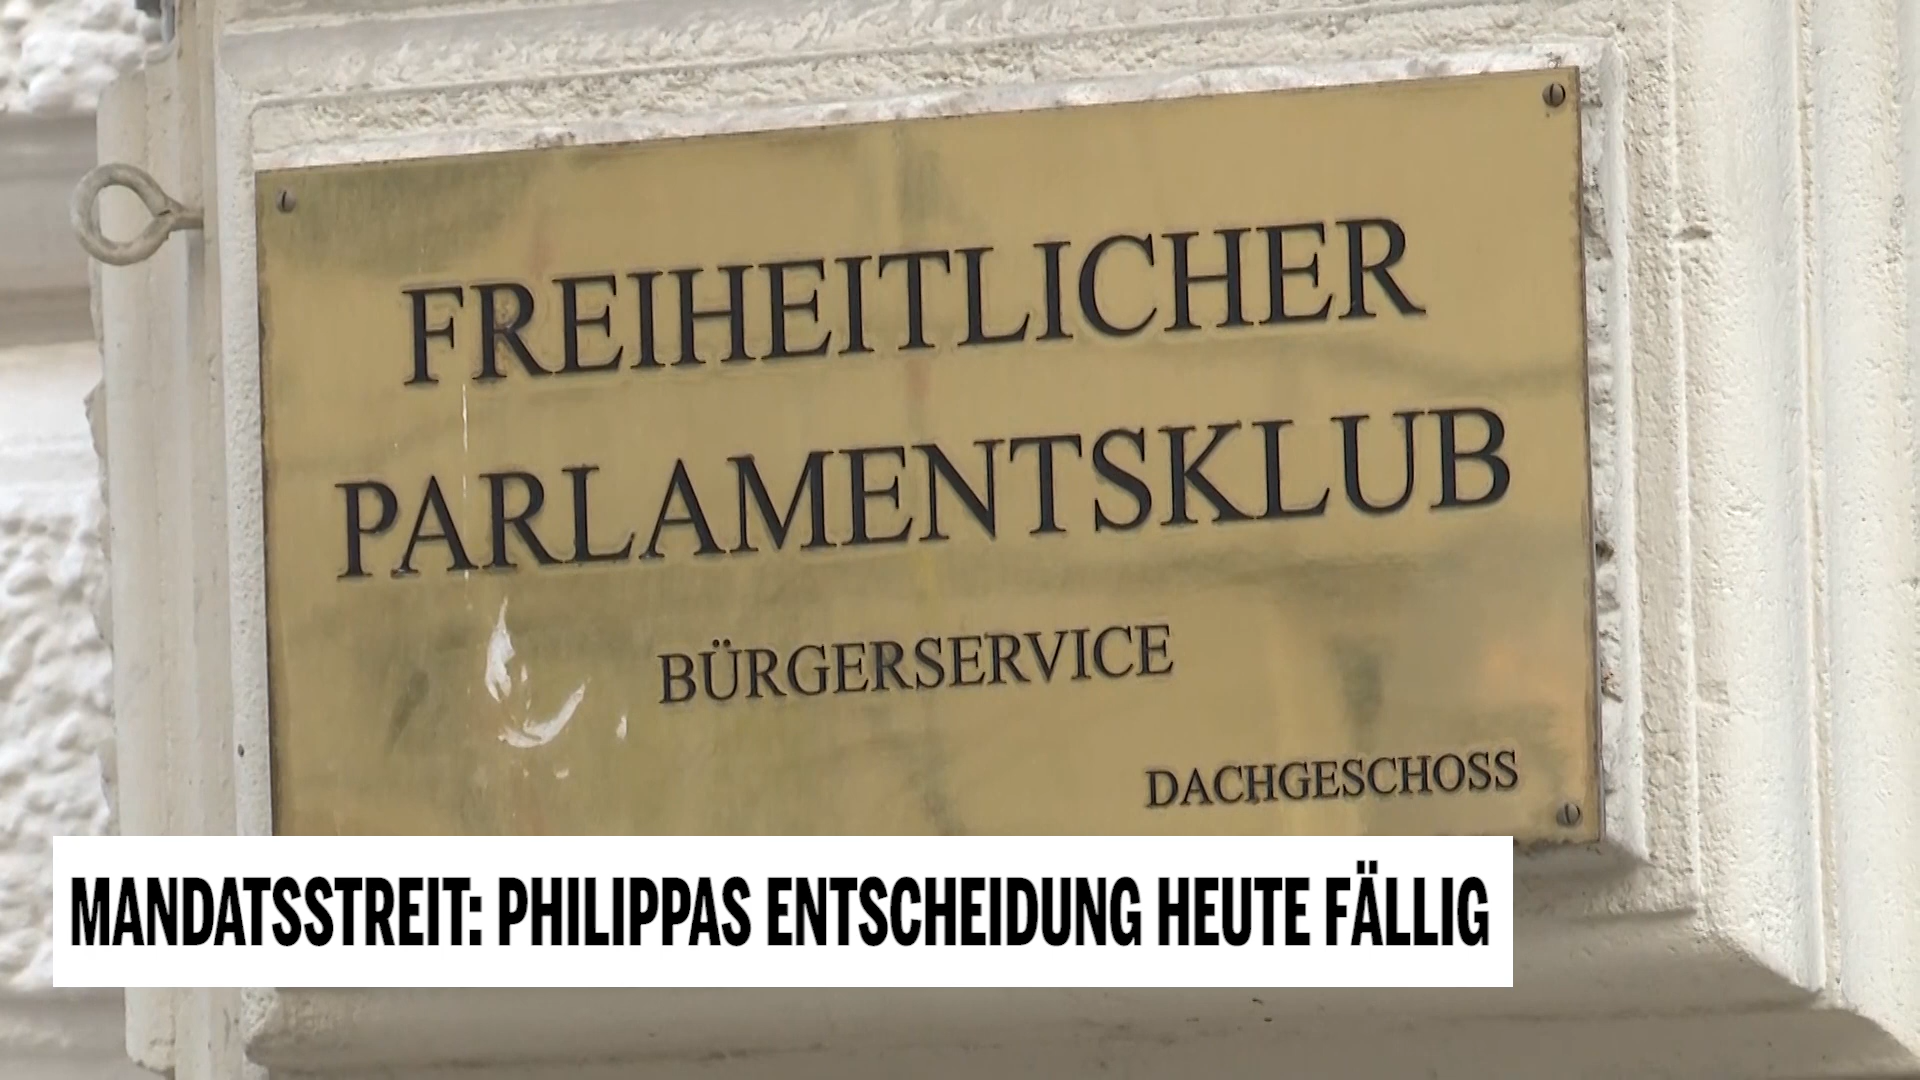 FREIHEITLICHER
PARLAMENTSKLUB
BÜRGERSERVICE
DACHGESCHOSS
MANDATSSTREIT: PHILIPPAS ENTSCHEIDUNG HEUTE FÄLLIG